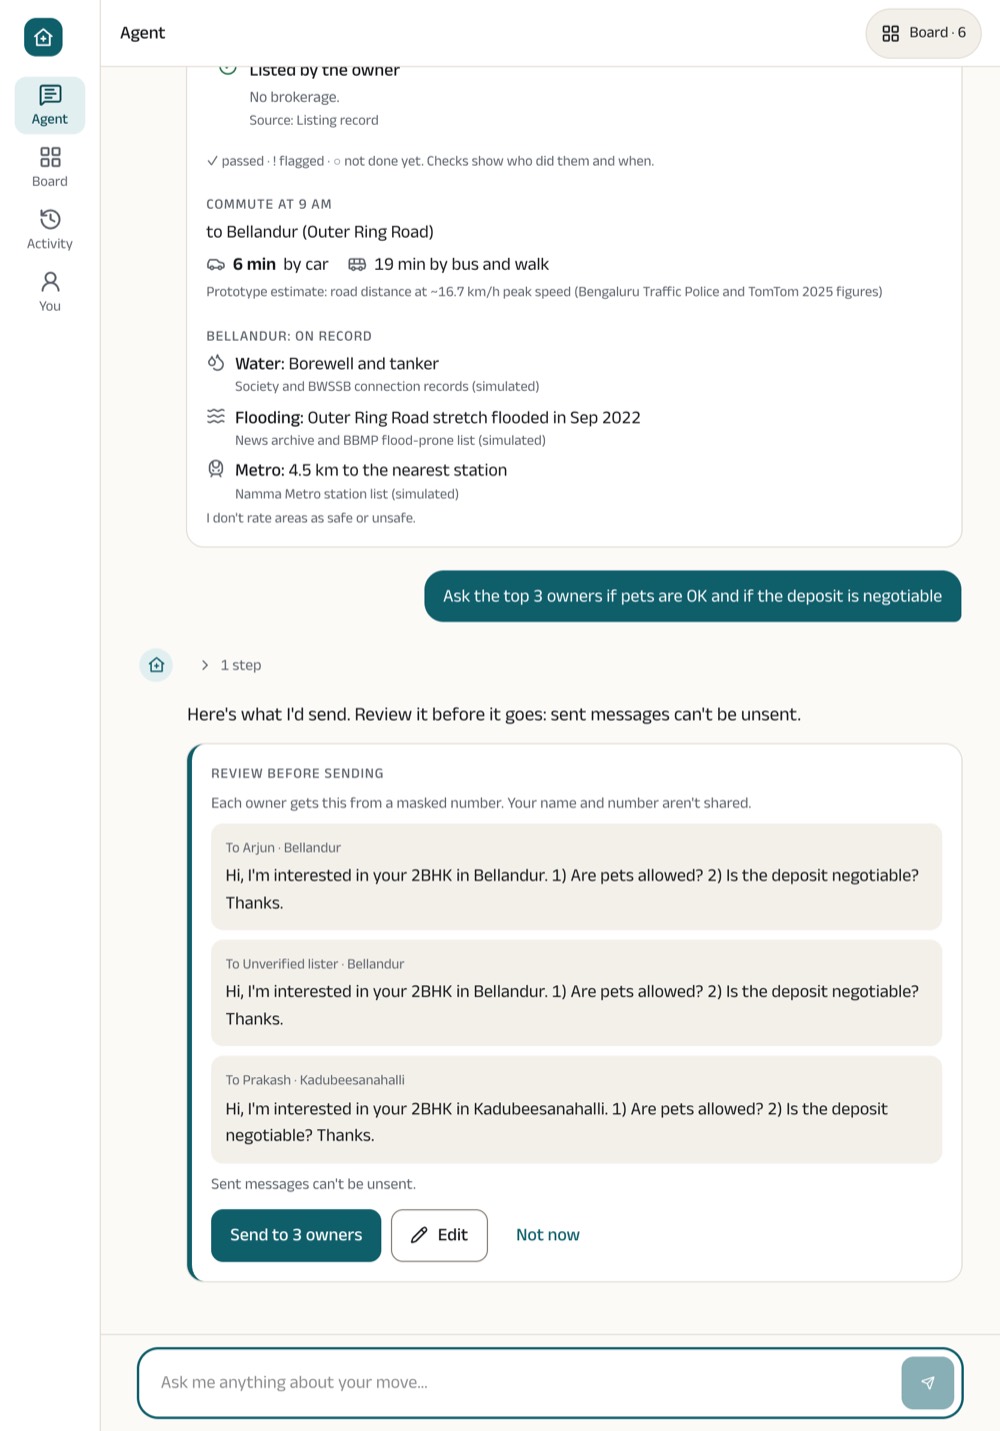 Agent
Board · 6
Agent
Board
Activity
You
Listed by the owner
No brokerage.
Source: Listing record
✓ passed · ! flagged · ○ not done yet. Checks show who did them and when.
COMMUTE AT 9 AM
to Bellandur (Outer Ring Road)
6 min by car 19 min by bus and walk
Prototype estimate: road distance at ~16.7 km/h peak speed (Bengaluru Traffic Police and TomTom 2025 figures)
BELLANDUR: ON RECORD
Water: Borewell and tanker
Society and BWSSB connection records (simulated)
Flooding: Outer Ring Road stretch flooded in Sep 2022
News archive and BBMP flood-prone list (simulated)
Metro: 4.5 km to the nearest station
Namma Metro station list (simulated)
I don't rate areas as safe or unsafe.
Ask the top 3 owners if pets are OK and if the deposit is negotiable
1 step
Here's what I'd send. Review it before it goes: sent messages can't be unsent.
REVIEW BEFORE SENDING
Each owner gets this from a masked number. Your name and number aren't shared.
To Arjun · Bellandur
Hi, I'm interested in your 2BHK in Bellandur. 1) Are pets allowed? 2) Is the deposit negotiable?
Thanks.
To Unverified lister · Bellandur
Hi, I'm interested in your 2BHK in Bellandur. 1) Are pets allowed? 2) Is the deposit negotiable?
Thanks.
To Prakash · Kadubeesanahalli
Hi, I'm interested in your 2BHK in Kadubeesanahalli. 1) Are pets allowed? 2) Is the deposit
negotiable? Thanks.
Sent messages can't be unsent.
Send to 3 owners
Edit
Not now
Ask me anything about your move...